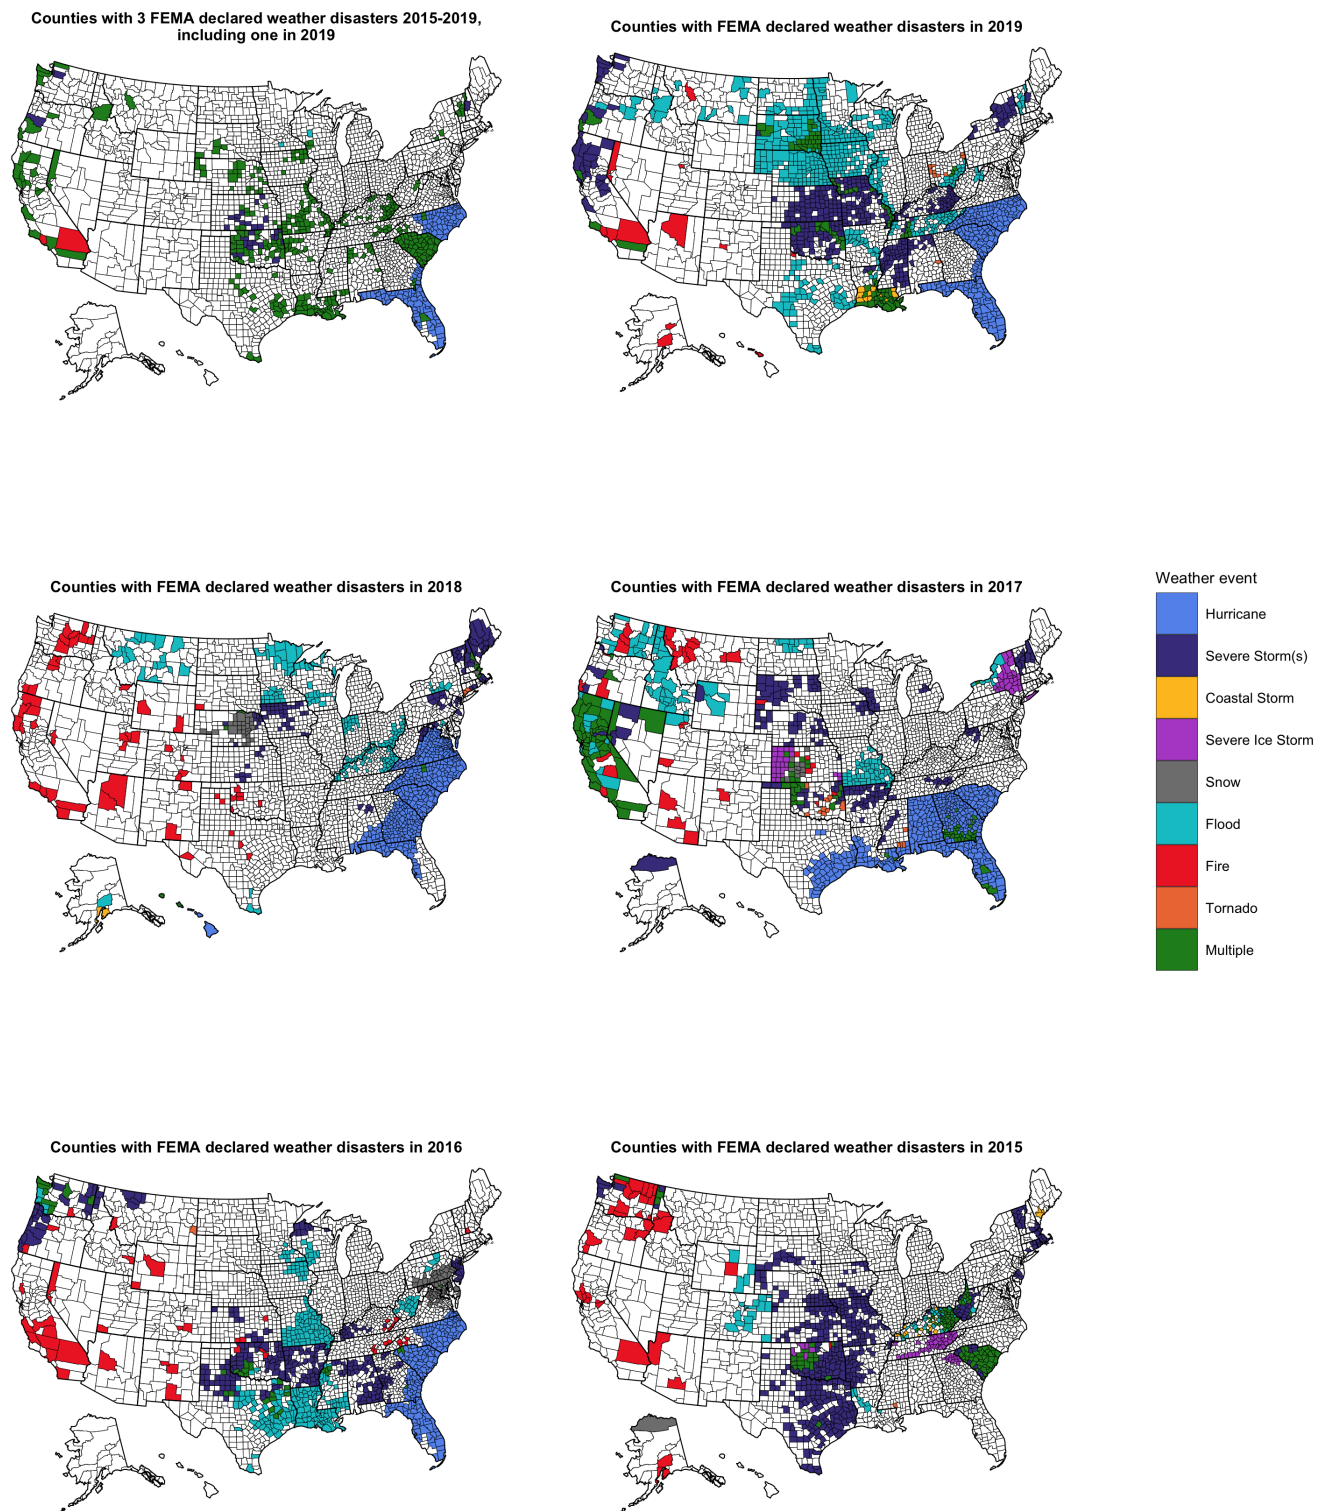 Counties with 3 FEMA declared weather disasters 2015-2019,
including one in 2019
Counties with FEMA declared weather disasters in 2019
Counties with FEMA declared weather disasters in 2018
Counties with FEMA declared weather disasters in 2017
Weather event
Hurricane
Severe Storm(s)
Coastal Storm
Severe Ice Storm
Snow
Flood
Fire
Tornado
Multiple
Counties with FEMA declared weather disasters in 2016
Counties with FEMA declared weather disasters in 2015